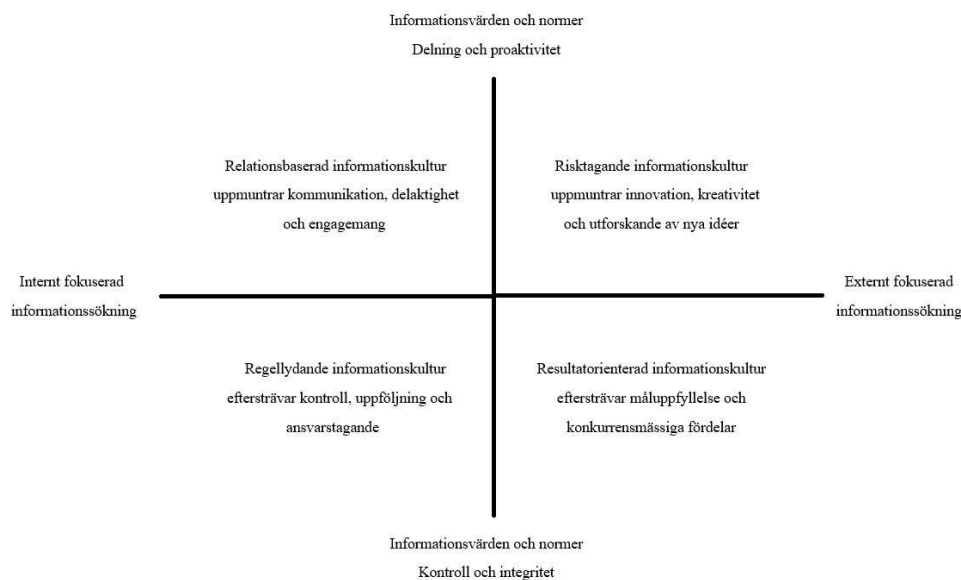 Informationsvärden och normer
Delning och proaktivitet
Relationsbaserad informationskultur
uppmuntrar kommunikation, delaktighet
och engagemang
Risktagande informationskultur
uppmuntrar innovation, kreativitet
och utforskande av nya idéer
Internt fokuserad
informationssökning
Externt fokuserad
informationssökning
Regellydande informationskultur
eftersträvar kontroll, uppföljning och
ansvarstagande
Resultatorienterad informationskultur
eftersträvar måluppfyllelse och
konkurrensmässiga fördelar
Informationsvärden och normer
Kontroll och integritet